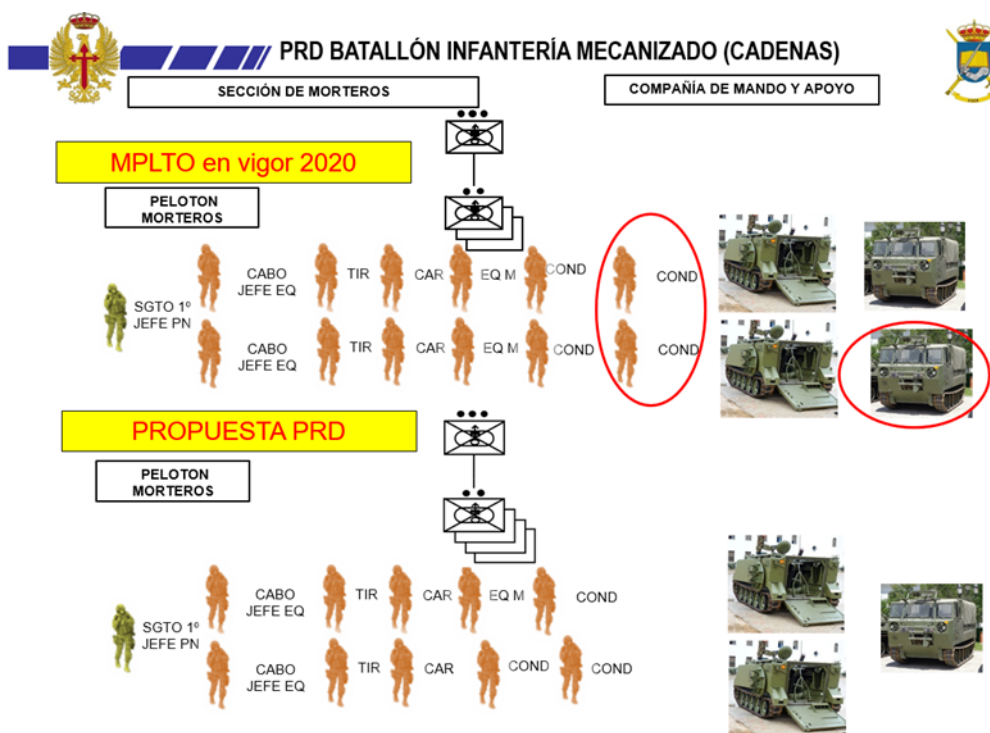 PRD BATALLÓN INFANTERÍA MECANIZADO (CADENAS)
SECCIÓN DE MORTEROS
COMPAÑÍA DE MANDO Y APOYO
MPLTO en vigor 2020
PELOTON
MORTEROS
CABO
JEFE EQ
TIR
CAR
EQ M
COND
COND
SGTO 1º
JEFE PN
CABO
JEFE EQ
TIR
CAR
EQ M
COND
COND
PROPUESTA PRD
PELOTON
MORTEROS
CABO
JEFE EQ
TIR
CAR
EQ M
COND
SGTO 1º
JEFE PN
CABO
JEFE EQ
TIR
CAR
COND
COND